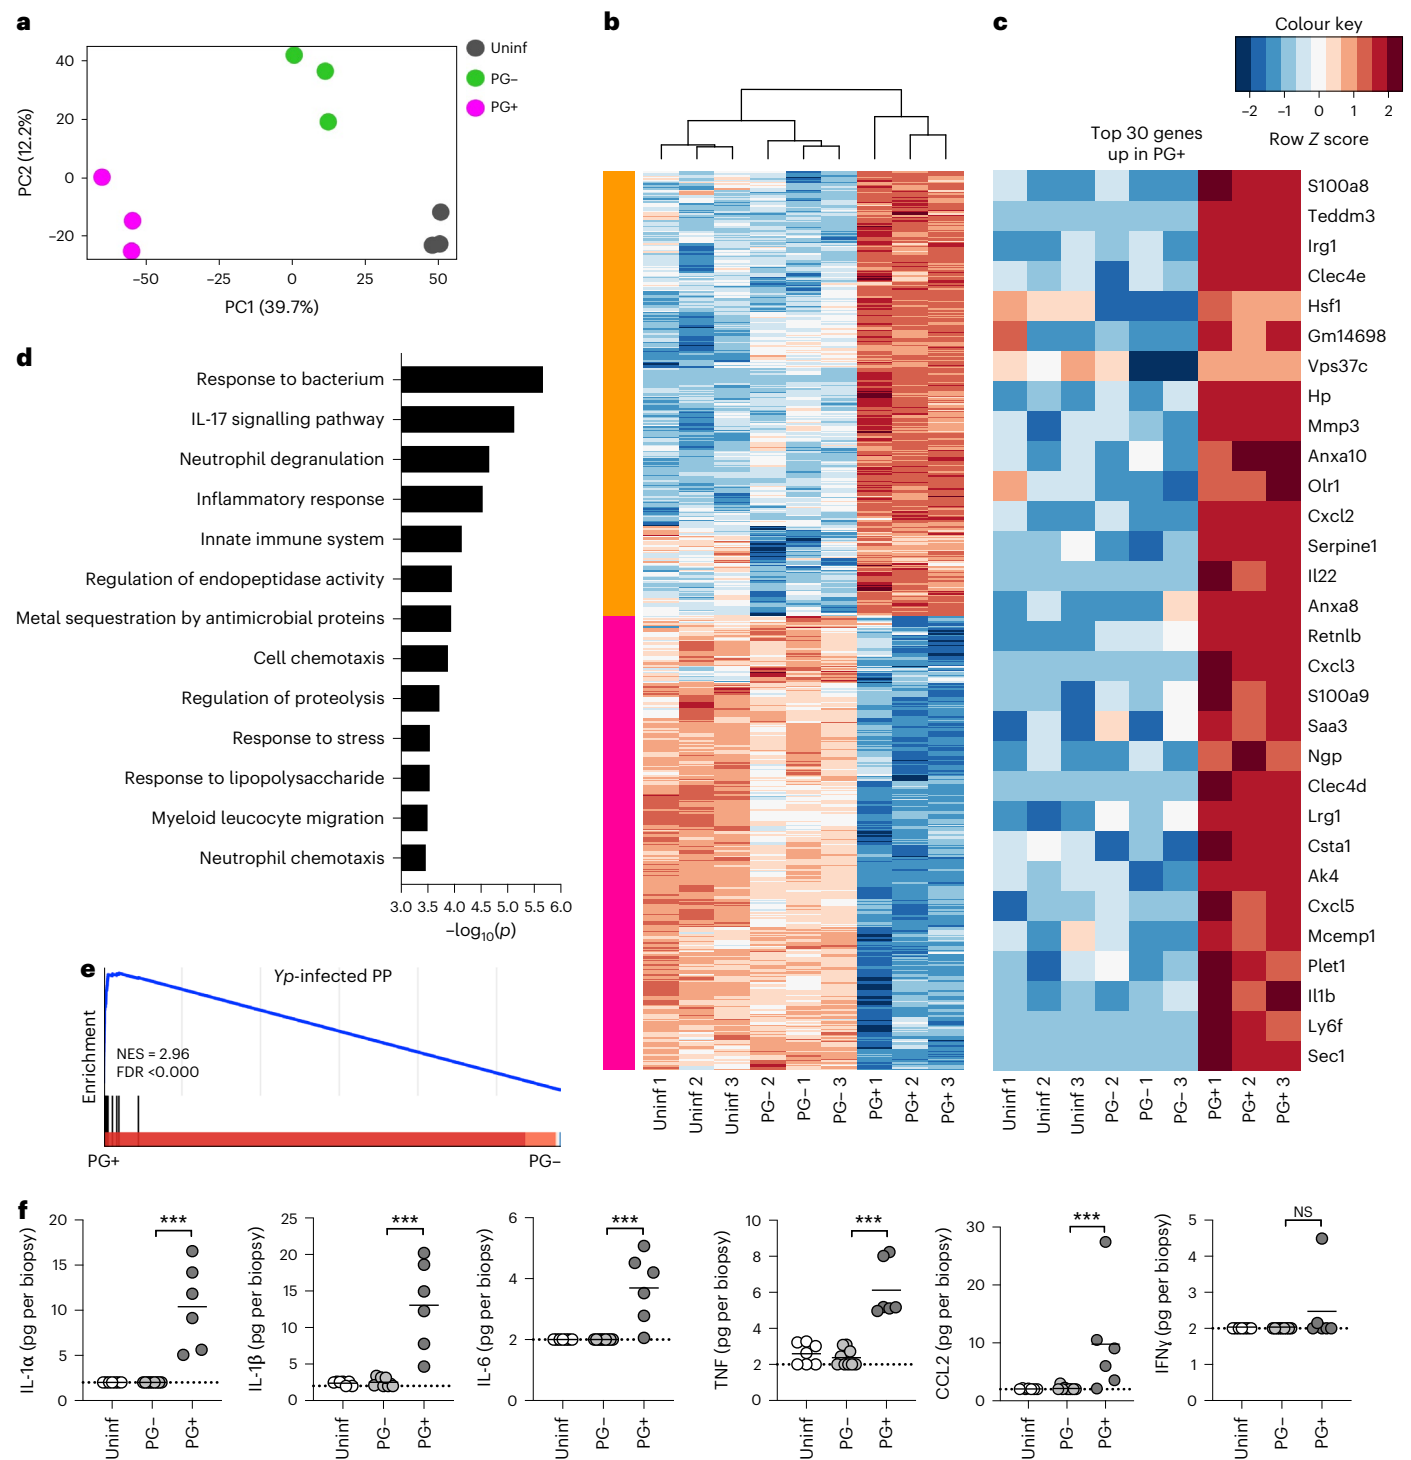 a
40
20
0
−20
PC2 (12.2%)
−50
−25
0
25
50
PC1 (39.7%)
Uninf
PG−
PG+
b
Uninf 1
Uninf 2
Uninf 3
PG− 2
PG− 1
PG− 3
PG+ 1
PG+ 2
PG+ 3
c
Colour key
−2
−1
0
1
2
Row Z score
Top 30 genes
up in PG+
S100a8
Teddm3
Irg1
Clec4e
Hsf1
Gm14698
Vps37c
Hp
Mmp3
Anxa10
Olr1
Cxcl2
Serpine1
Il22
Anxa8
Retnlb
Cxcl3
S100a9
Saa3
Ngp
Clec4d
Lrg1
Csta1
Ak4
Cxcl5
Mcemp1
Plet1
Il1b
Ly6f
Sec1
Uninf 1
Uninf 2
Uninf 3
PG− 2
PG− 1
PG− 3
PG+ 1
PG+ 2
PG+ 3
d
Response to bacterium
IL-17 signalling pathway
Neutrophil degranulation
Inflammatory response
Innate immune system
Regulation of endopeptidase activity
Metal sequestration by antimicrobial proteins
Cell chemotaxis
Regulation of proteolysis
Response to stress
Response to lipopolysaccharide
Myeloid leucocyte migration
Neutrophil chemotaxis
3.0 3.5 4.0 4.5 5.0 5.5 6.0
−log10(p)
e
Yp-infected PP
Enrichment
NES = 2.96
FDR <0.000
PG+
PG−
f
IL-1α (pg per biopsy)
20
15
10
5
0
***
Uninf
PG−
PG+
IL-1β (pg per biopsy)
25
20
15
10
5
0
***
Uninf
PG−
PG+
IL-6 (pg per biopsy)
6
4
2
0
***
Uninf
PG−
PG+
TNF (pg per biopsy)
10
8
6
4
2
0
***
Uninf
PG−
PG+
CCL2 (pg per biopsy)
30
20
10
0
***
Uninf
PG−
PG+
IFNγ (pg per biopsy)
5
4
3
2
1
0
NS
Uninf
PG−
PG+